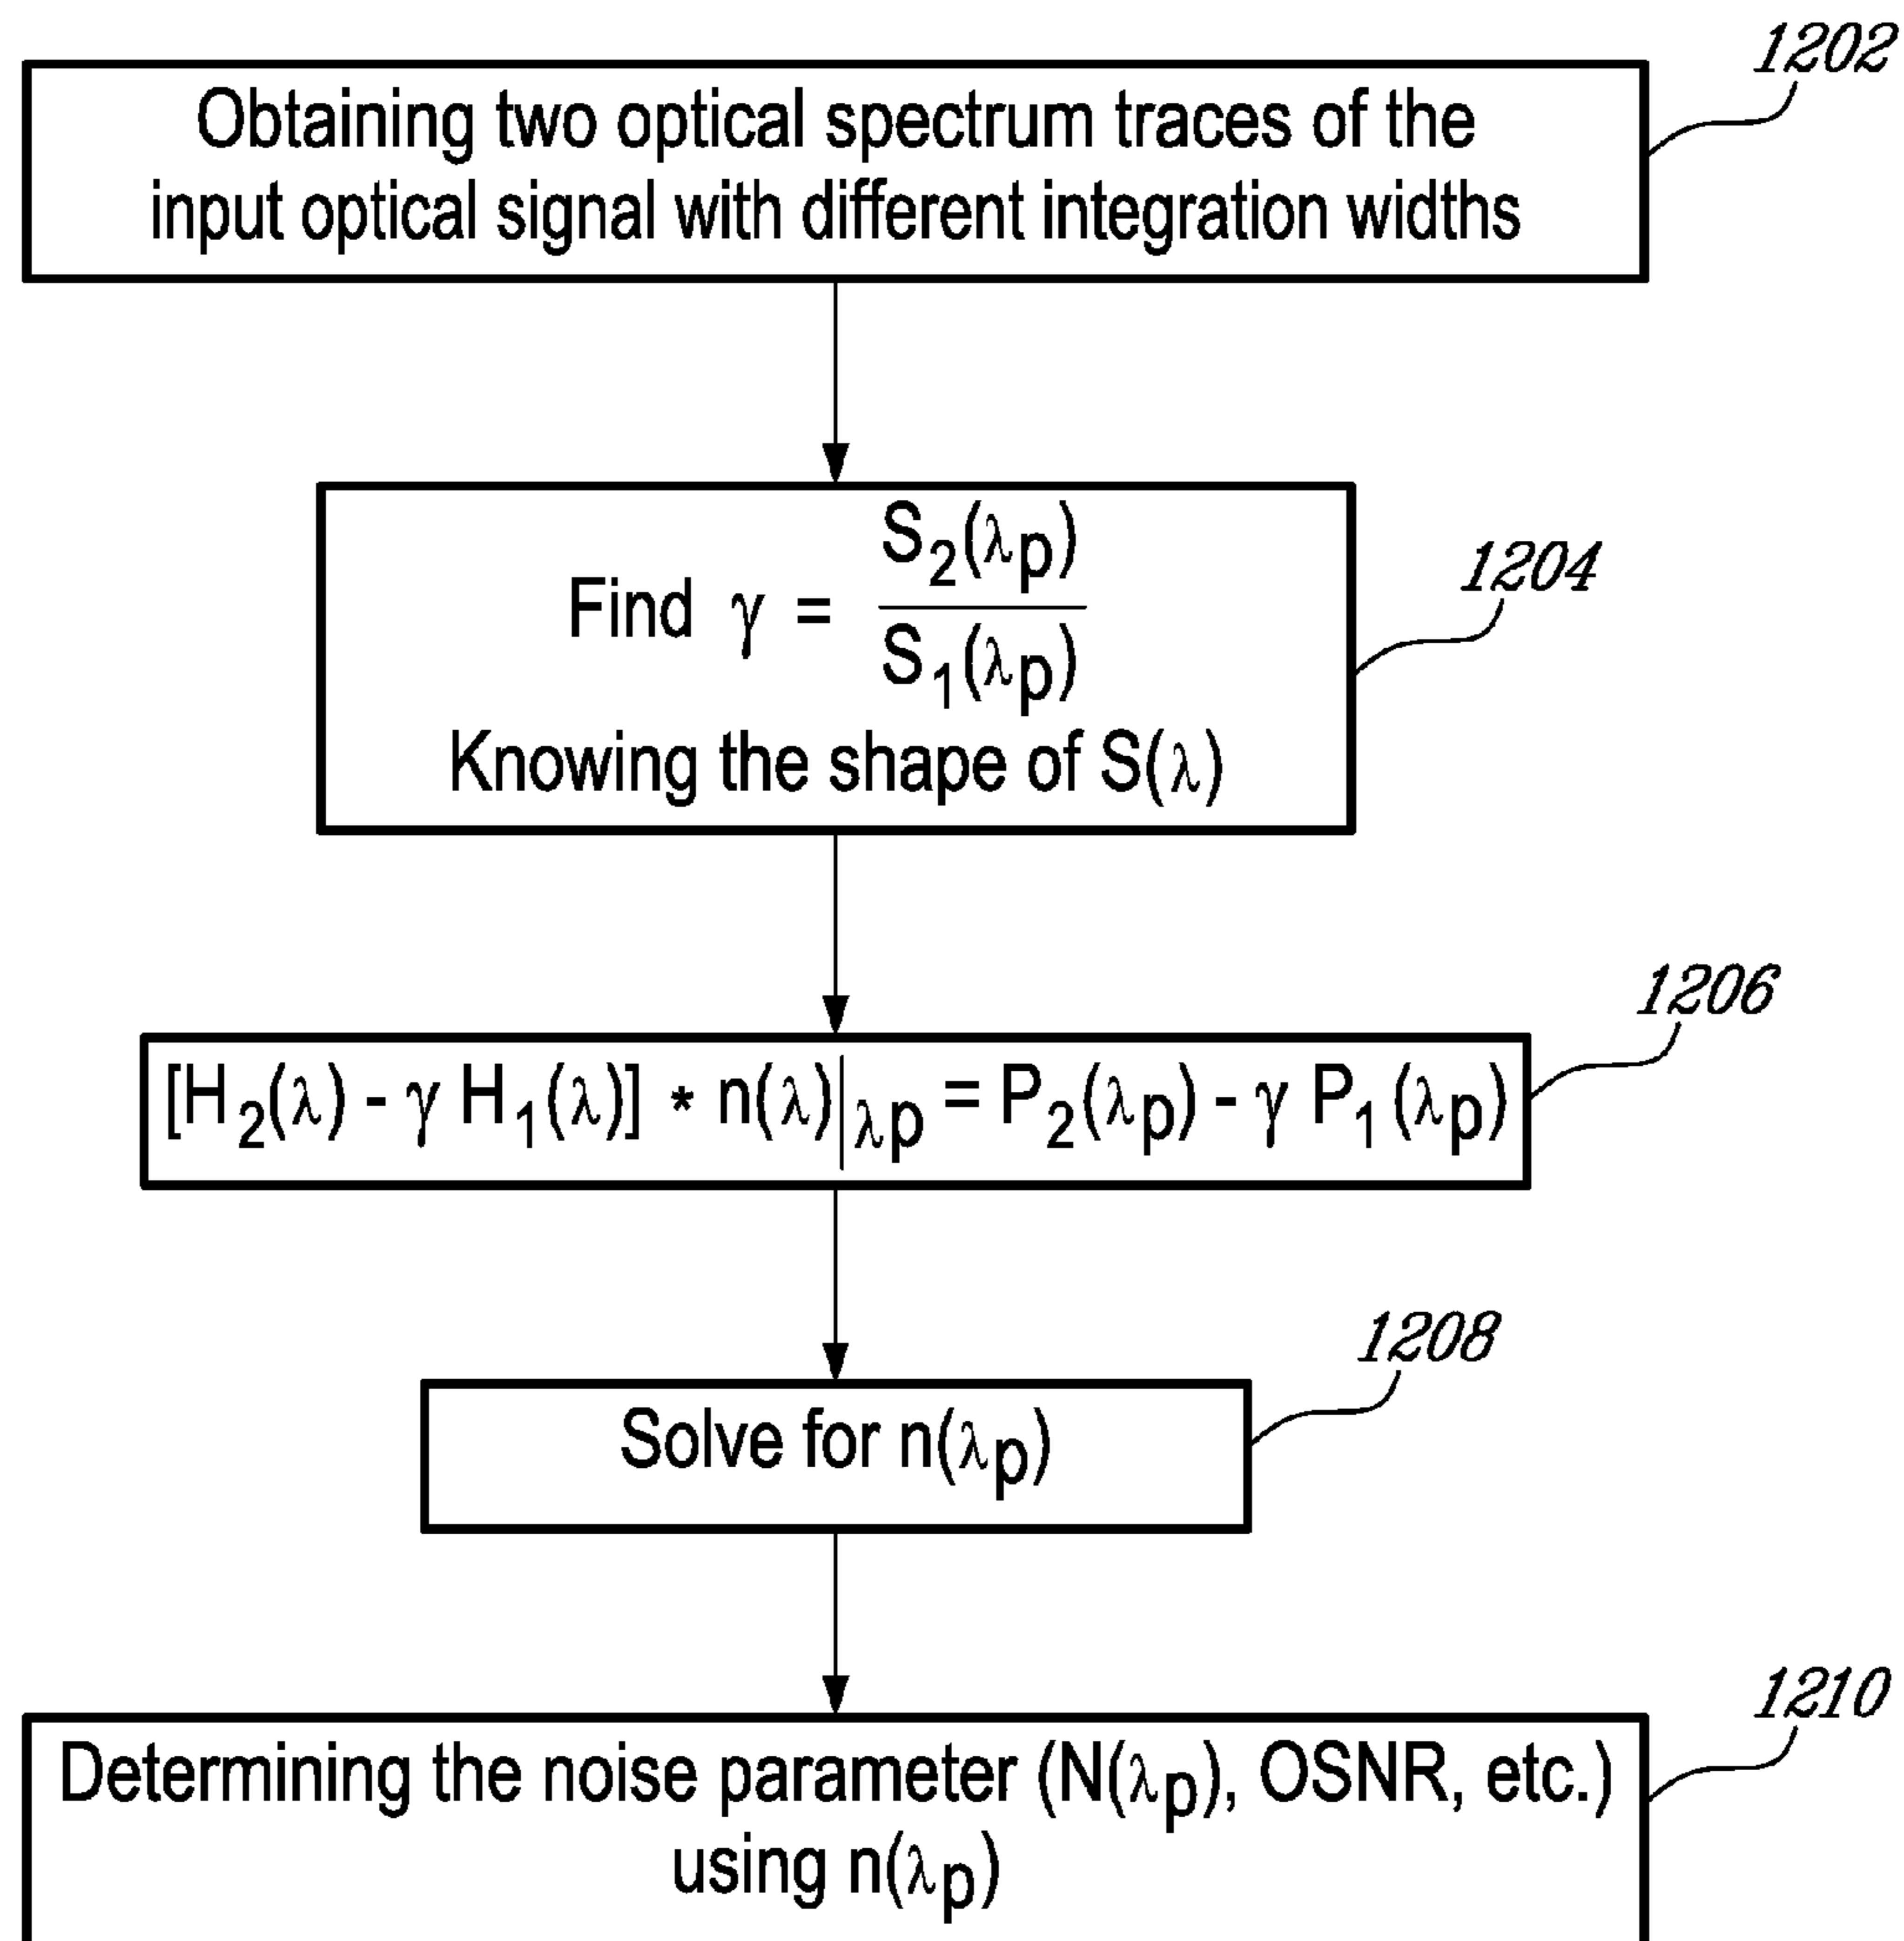 1202
Obtaining two optical spectrum traces of the
input optical signal with different integration widths
Find γ = S₂(λp) / S₁(λp)
Knowing the shape of S(λ)
1204
1206
[H₂(λ) - γ H₁(λ)] * n(λ)|λp = P₂(λp) - γ P₁(λp)
1208
Solve for n(λp)
1210
Determining the noise parameter (N(λp), OSNR, etc.)
using n(λp)